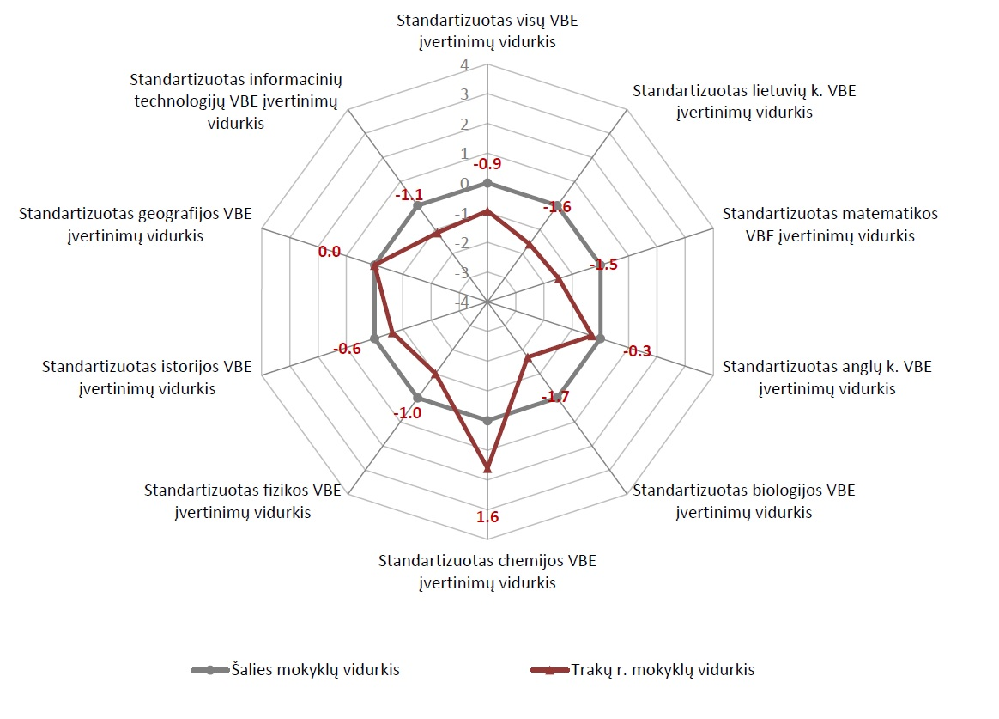 Standartizuotas visų VBE
įvertinimų vidurkis
Standartizuotas lietuvių k. VBE
įvertinimų vidurkis
Standartizuotas matematikos
VBE įvertinimų vidurkis
Standartizuotas anglų k. VBE
įvertinimų vidurkis
Standartizuotas biologijos VBE
įvertinimų vidurkis
Standartizuotas chemijos VBE
įvertinimų vidurkis
Standartizuotas fizikos VBE
įvertinimų vidurkis
Standartizuotas istorijos VBE
įvertinimų vidurkis
Standartizuotas geografijos VBE
įvertinimų vidurkis
Standartizuotas informacinių
technologijų VBE įvertinimų
vidurkis
4
3
2
1
0
-1
-2
-3
-4
-0.9
-1.6
-1.5
-0.3
-1.7
1.6
-1.0
-0.6
0.0
-1.1
Šalies mokyklų vidurkis
Trakų r. mokyklų vidurkis